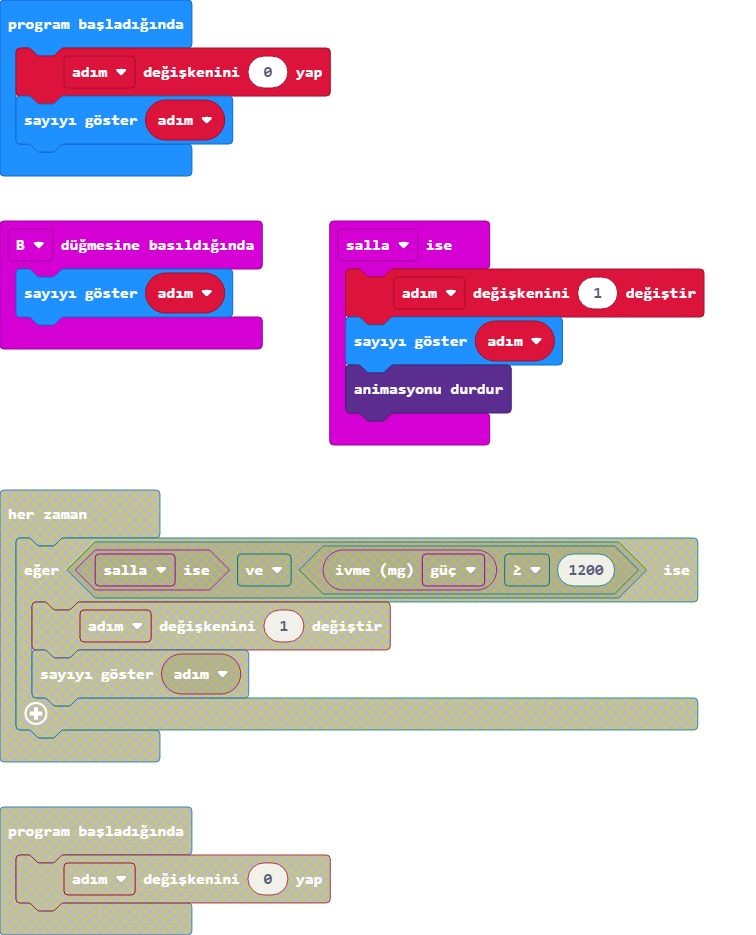 program başladığında
adım değişkenini 0 yap
sayıyı göster adım
B düğmesine basıldığında
sayıyı göster adım
salla ise
adım değişkenini 1 değiştir
sayıyı göster adım
animasyonu durdur
her zaman
eğer salla ise ve ivme (mg) güç ≥ 1200 ise
adım değişkenini 1 değiştir
sayıyı göster adım
program başladığında
adım değişkenini 0 yap